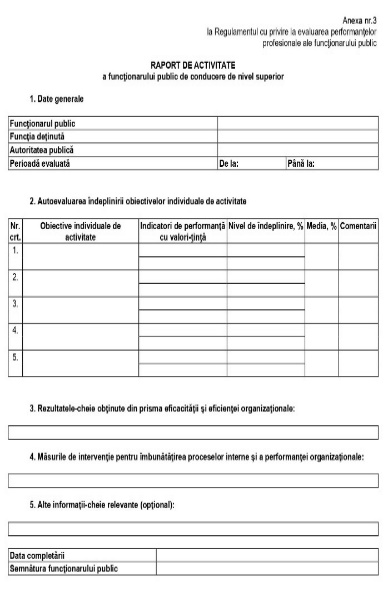 Anexa nr.3
la Regulamentul cu privire la evaluarea performanţelor
profesionale ale funcţionarului public
RAPORT DE ACTIVITATE
a funcţionarului public de conducere de nivel superior
1. Date generale
Funcţionarul public
Funcţia deţinută
Autoritatea publică
Perioadă evaluată De la: Până la:
2. Autoevaluarea îndeplinirii obiectivelor individuale de activitate
Nr. crt. Obiective individuale de activitate Indicatori de performanţă cu valori-ţintă Nivel de îndeplinire, % Media, % Comentarii
1.
2.
3.
4.
5.
3. Rezultatele-cheie obţinute din prisma eficacităţii şi eficienţei organizaţionale:
4. Măsurile de intervenţie pentru îmbunătăţirea proceselor interne şi a performanţei organizaţionale:
5. Alte informaţii-cheie relevante (opţional):
Data completării
Semnătura funcţionarului public